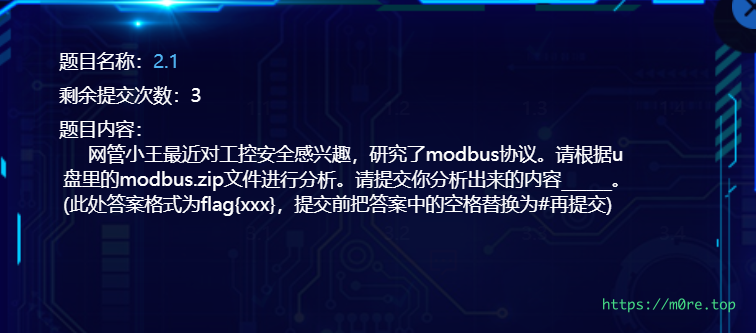 题目名称：2.1
剩余提交次数：3
题目内容：
网管小王最近对工控安全感兴趣，研究了modbus协议。请根据u
盘里的modbus.zip文件进行分析。请提交你分析出来的内容_____。
(此处答案格式为flag{xxx}，提交前把答案中的空格替换为#再提交)
https://m0re.top